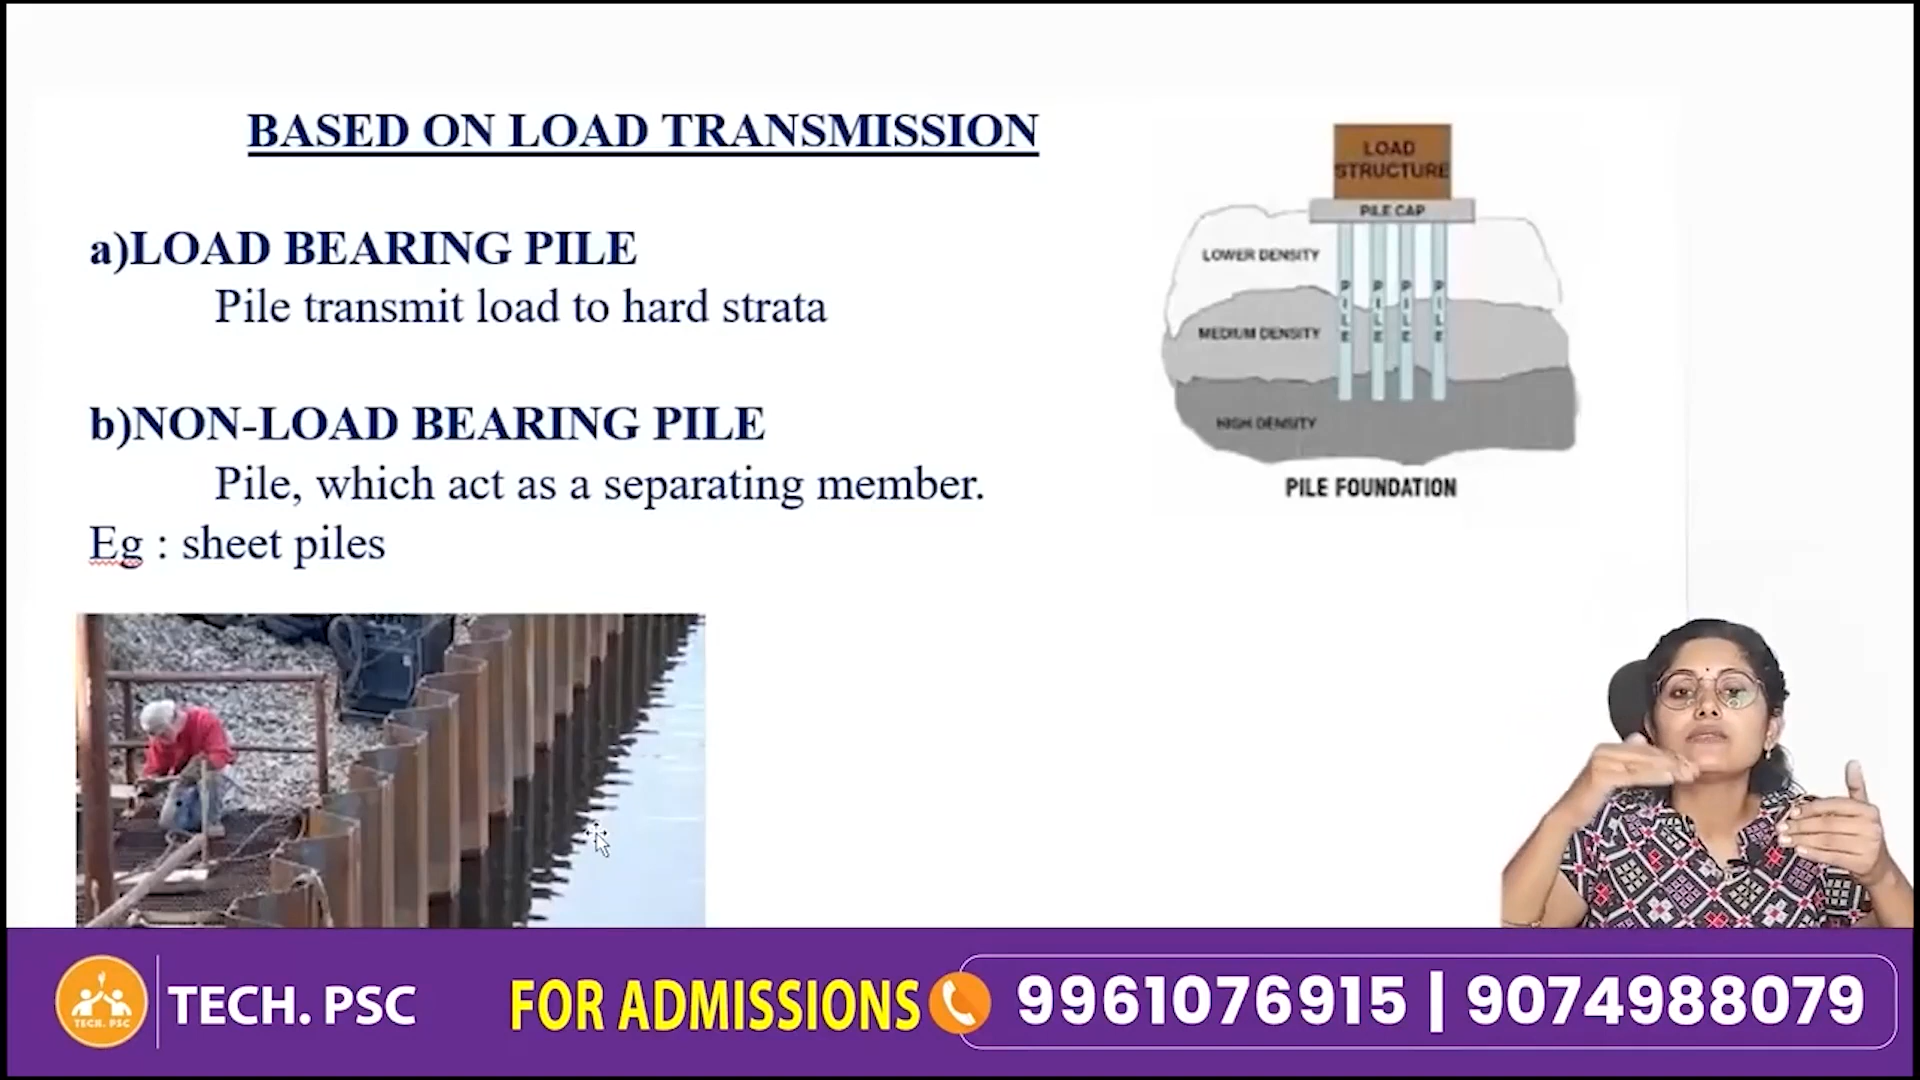 BASED ON LOAD TRANSMISSION
a)LOAD BEARING PILE
Pile transmit load to hard strata
b)NON-LOAD BEARING PILE
Pile, which act as a separating member.
Eg : sheet piles
LOAD
STRUCTURE
PILE CAP
LOWER DENSITY
PILE PILE PILE PILE
MEDIUM DENSITY
HIGH DENSITY
PILE FOUNDATION
TECH. PSC
TECH. PSC
FOR ADMISSIONS
9961076915 | 9074988079